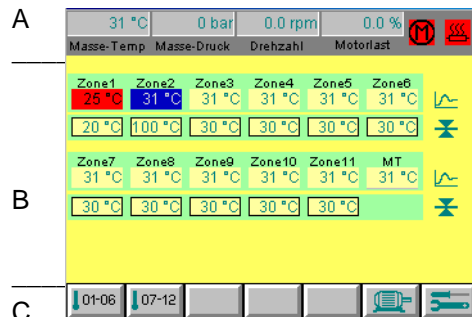 A
31 °C 0 bar 0.0 rpm 0.0 %
Masse-Temp Masse-Druck Drehzahl Motorlast
M
Zone1 Zone2 Zone3 Zone4 Zone5 Zone6
25 °C 31 °C 31 °C 31 °C 31 °C 31 °C
20 °C 100 °C 30 °C 30 °C 30 °C 30 °C
B
Zone7 Zone8 Zone9 Zone10 Zone11 MT
31 °C 31 °C 31 °C 31 °C 31 °C 31 °C
30 °C 30 °C 30 °C 30 °C 30 °C
C
01-06 07-12